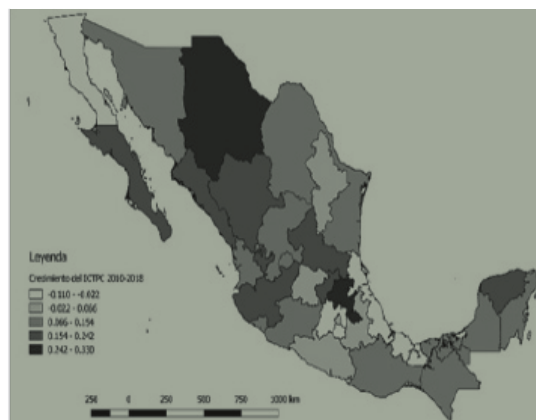 Leyenda
Crecimiento del ICTPC 2010-2018
-0.110 - -0.022
-0.022 - 0.066
0.066 - 0.154
0.154 - 0.242
0.242 - 0.330
250 0 250 500 750 1000 km